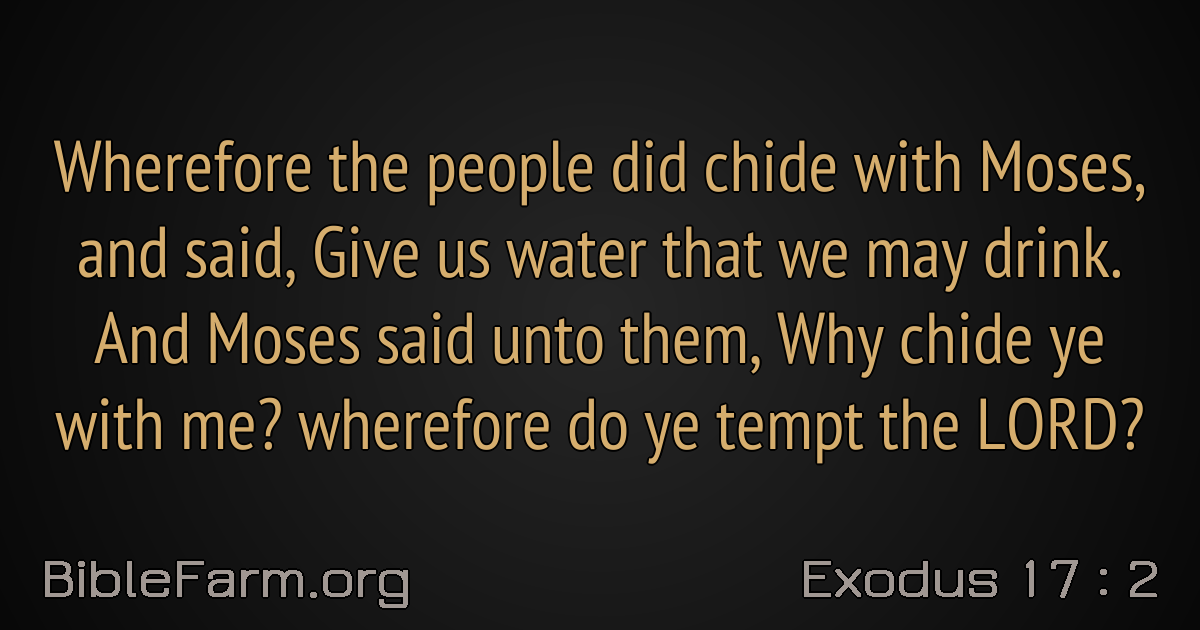 Wherefore the people did chide with Moses,
and said, Give us water that we may drink.
And Moses said unto them, Why chide ye
with me? wherefore do ye tempt the LORD?
BibleFarm.org
Exodus 17 : 2